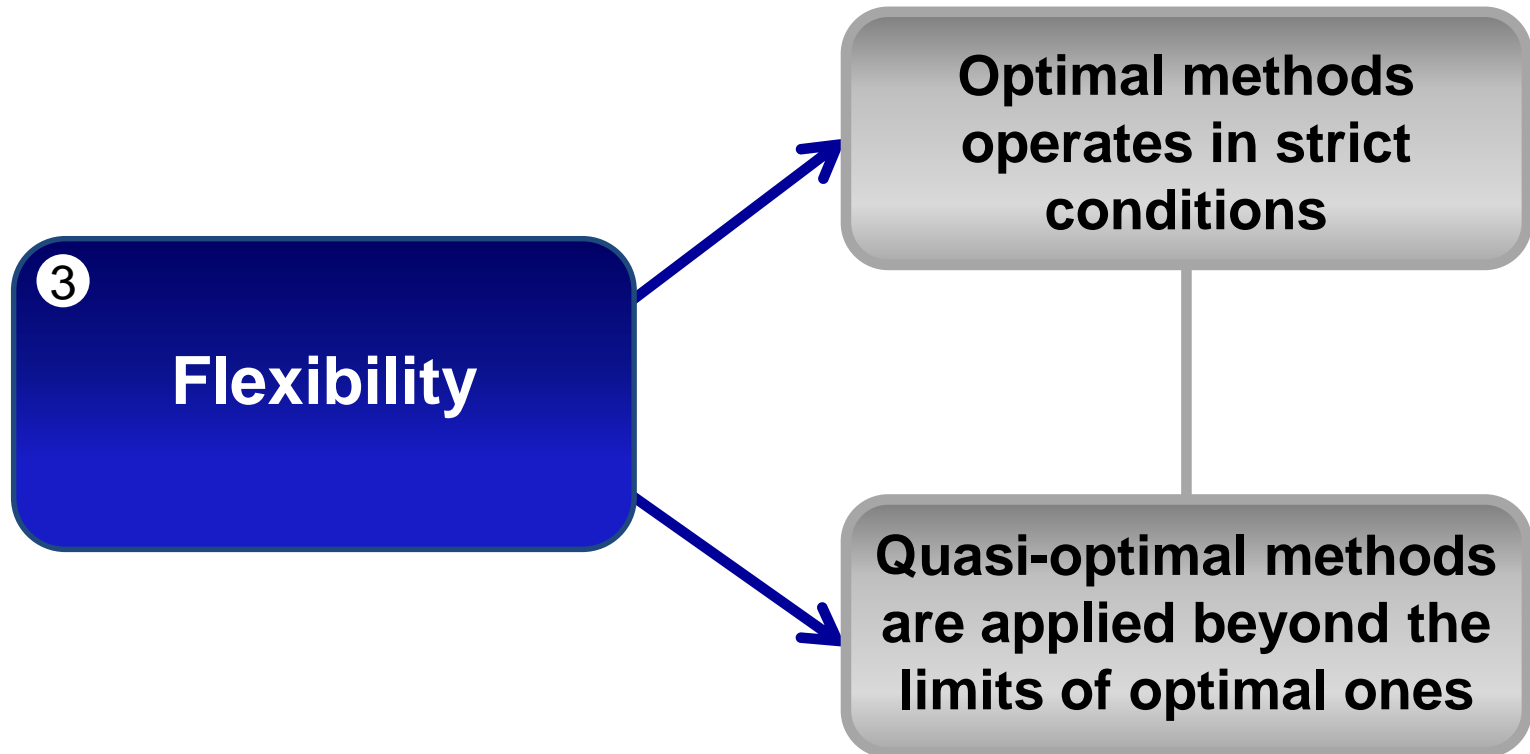 3
Flexibility
Optimal methods
operates in strict
conditions
Quasi-optimal methods
are applied beyond the
limits of optimal ones